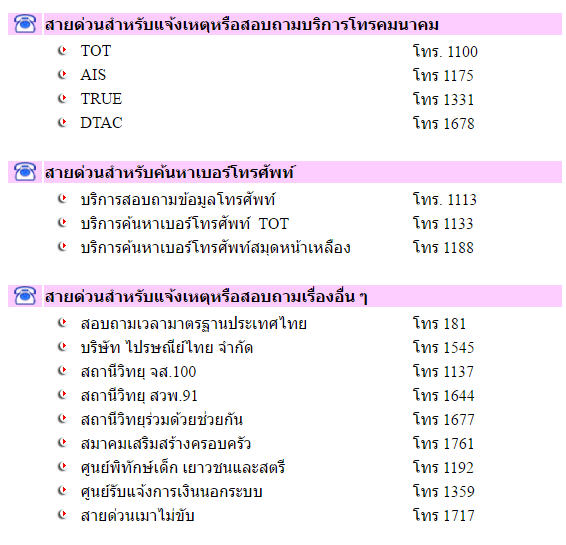 สายด่วนสำหรับแจ้งเหตุหรือสอบถามบริการโทรคมนาคม
TOT โทร. 1100
AIS โทร 1175
TRUE โทร 1331
DTAC โทร 1678
สายด่วนสำหรับค้นหาเบอร์โทรศัพท์
บริการสอบถามข้อมูลโทรศัพท์ โทร. 1113
บริการค้นหาเบอร์โทรศัพท์ TOT โทร 1133
บริการค้นหาเบอร์โทรศัพท์สมุดหน้าเหลือง โทร 1188
สายด่วนสำหรับแจ้งเหตุหรือสอบถามเรื่องอื่น ๆ
สอบถามเวลามาตรฐานประเทศไทย โทร 181
บริษัท ไปรษณีย์ไทย จำกัด โทร 1545
สถานีวิทยุ จส.100 โทร 1137
สถานีวิทยุ สวพ.91 โทร 1644
สถานีวิทยุร่วมด้วยช่วยกัน โทร 1677
สมาคมเสริมสร้างครอบครัว โทร 1761
ศูนย์พิทักษ์เด็ก เยาวชนและสตรี โทร 1192
ศูนย์รับแจ้งการเงินนอกระบบ โทร 1359
สายด่วนเมาไม่ขับ โทร 1717